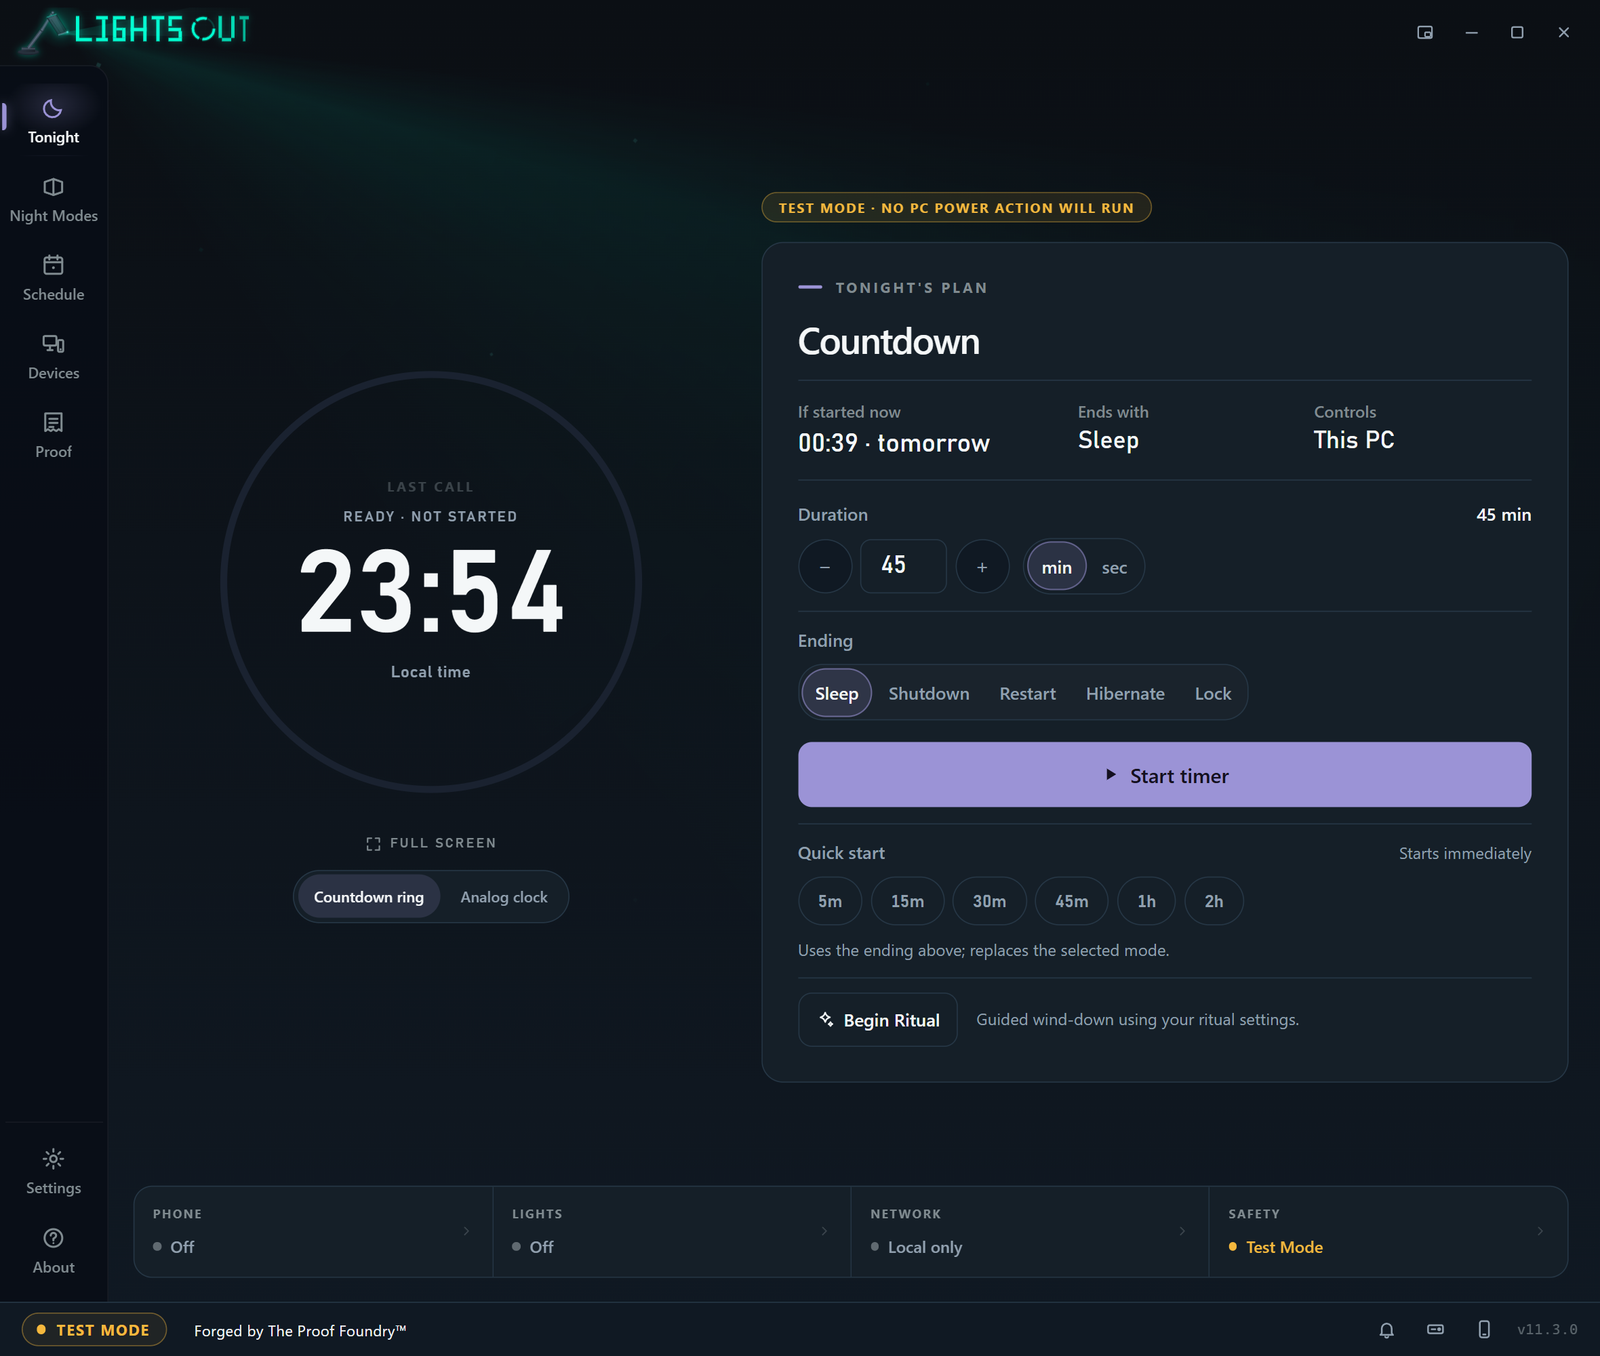 LIGHTS OUT
Tonight
Night Modes
Schedule
Devices
Proof
Settings
About
LAST CALL
READY · NOT STARTED
23:54
Local time
FULL SCREEN
Countdown ring
Analog clock
TEST MODE · NO PC POWER ACTION WILL RUN
TONIGHT'S PLAN
Countdown
If started now
00:39 · tomorrow
Ends with
Sleep
Controls
This PC
Duration
45 min
− 45 + min sec
Ending
Sleep Shutdown Restart Hibernate Lock
Start timer
Quick start
Starts immediately
5m 15m 30m 45m 1h 2h
Uses the ending above; replaces the selected mode.
Begin Ritual
Guided wind-down using your ritual settings.
PHONE
Off
LIGHTS
Off
NETWORK
Local only
SAFETY
Test Mode
TEST MODE
Forged by The Proof Foundry™
v11.3.0